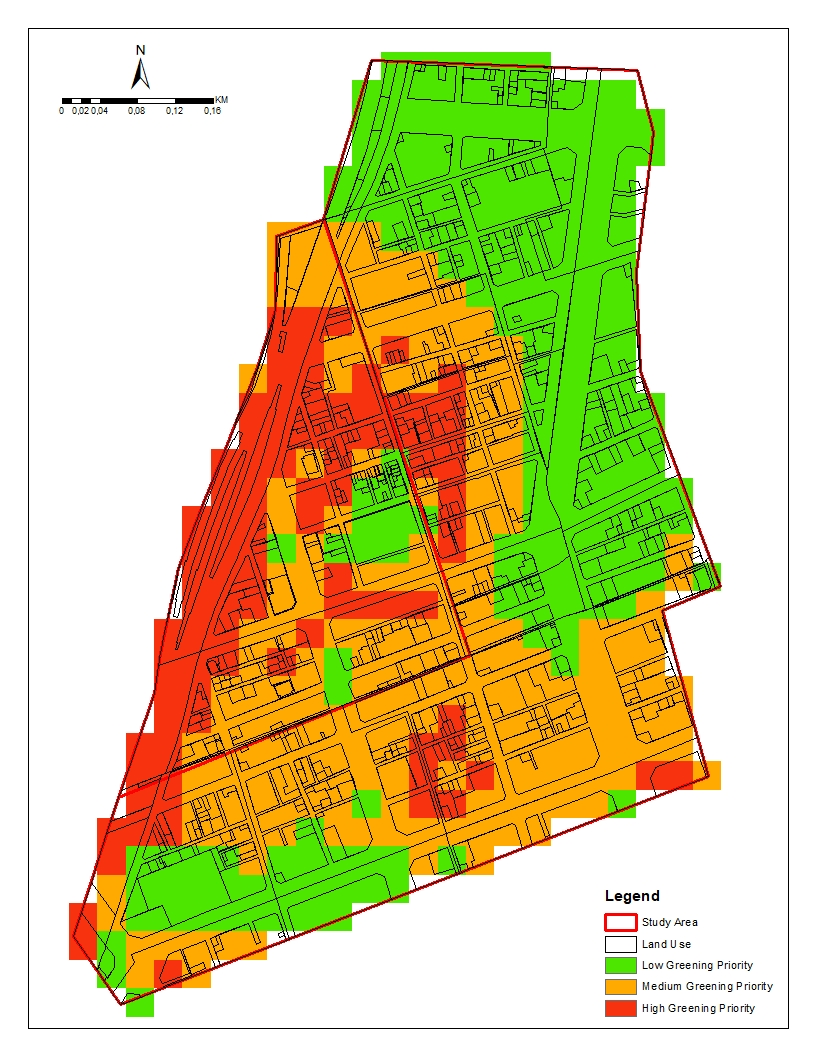 N
KM
0 0,02 0,04 0,08 0,12 0,16
Legend
Study Area
Land Use
Low Greening Priority
Medium Greening Priority
High Greening Priority